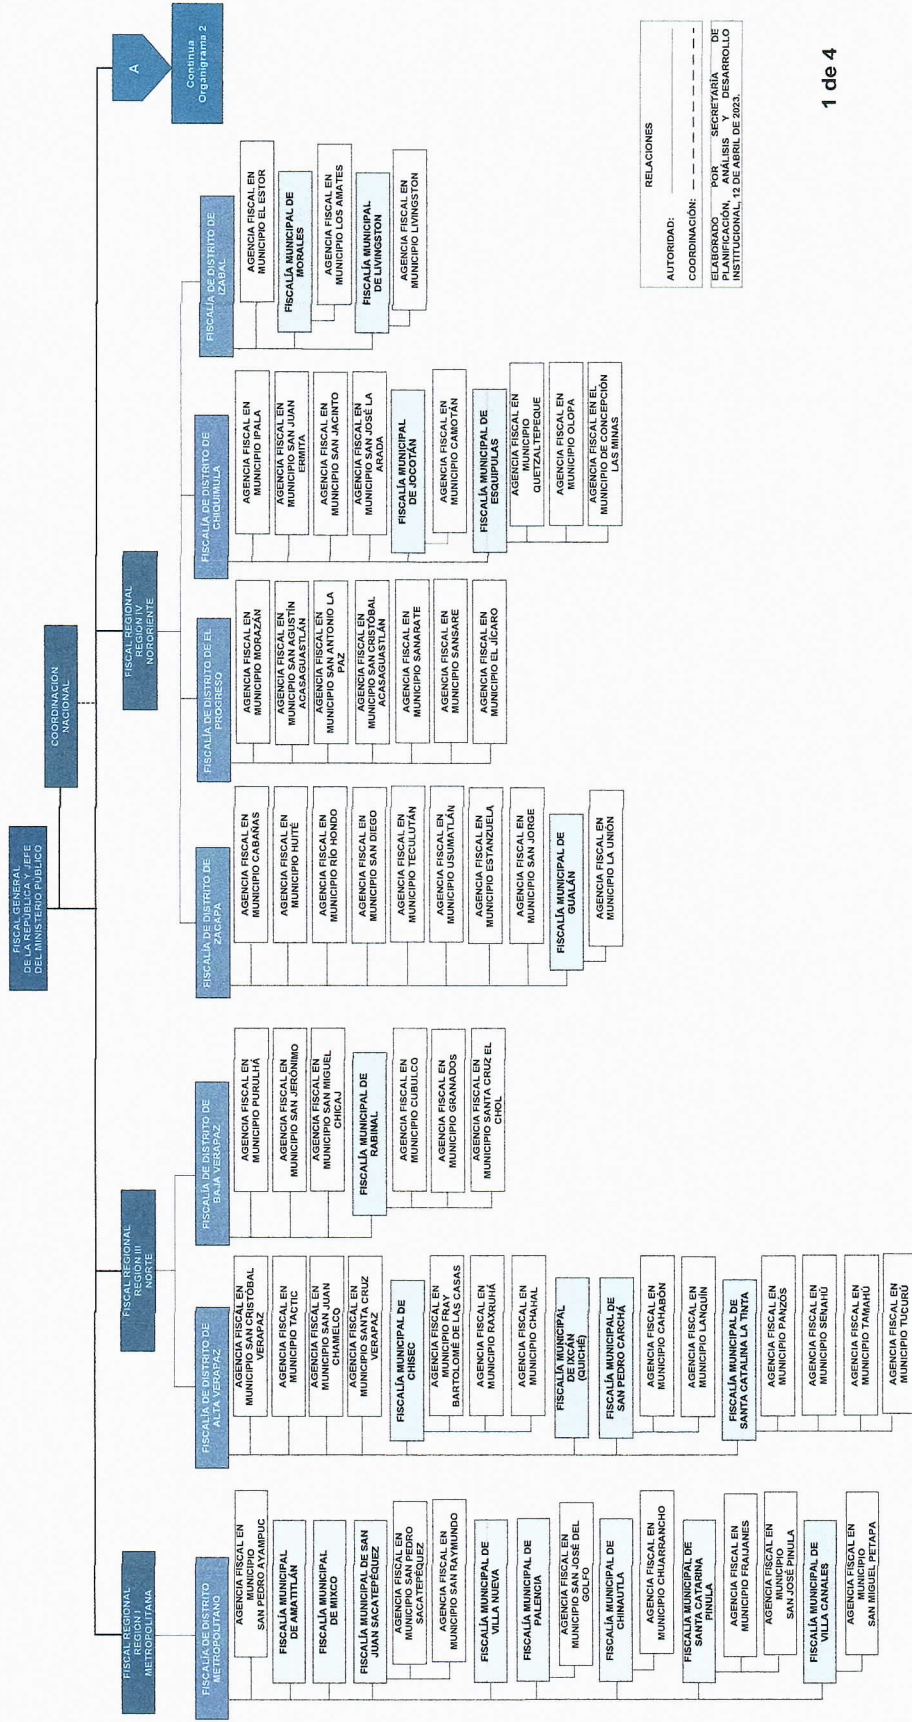 FISCAL GENERAL
DE LA REPÚBLICA Y JEFE
DEL MINISTERIO PÚBLICO
COORDINACIÓN
NACIONAL
FISCAL REGIONAL
REGIÓN I
METROPOLITANA
FISCALÍA DE DISTRITO
METROPOLITANO
AGENCIA FISCAL EN
MUNICIPIO
SAN PEDRO AYAMPUC
FISCALÍA MUNICIPAL
DE AMATITLÁN
FISCALÍA MUNICIPAL
DE MIXCO
FISCALÍA MUNICIPAL DE SAN
JUAN SACATEPÉQUEZ
AGENCIA FISCAL EN
MUNICIPIO SAN PEDRO
SACATEPÉQUEZ
AGENCIA FISCAL EN
MUNICIPIO SAN RAYMUNDO
FISCALÍA MUNICIPAL DE
VILLA NUEVA
FISCALÍA MUNICIPAL DE
PALENCIA
AGENCIA FISCAL EN
MUNICIPIO SAN JOSÉ DEL
GOLFO
FISCALÍA MUNICIPAL DE
CHINAUTLA
AGENCIA FISCAL EN
MUNICIPIO CHUARRANCHO
FISCALÍA MUNICIPAL DE
SANTA CATARINA
PINULA
AGENCIA FISCAL EN
MUNICIPIO FRAIJANES
AGENCIA FISCAL EN
MUNICIPIO
SAN JOSÉ PINULA
FISCALÍA MUNICIPAL DE
VILLA CANALES
AGENCIA FISCAL EN
MUNICIPIO
SAN MIGUEL PETAPA
FISCAL REGIONAL
REGIÓN III
NORTE
FISCALÍA DE DISTRITO DE
ALTA VERAPAZ
AGENCIA FISCAL EN
MUNICIPIO SAN CRISTÓBAL
VERAPAZ
AGENCIA FISCAL EN
MUNICIPIO TACTIC
AGENCIA FISCAL EN
MUNICIPIO SAN JUAN
CHAMELCO
AGENCIA FISCAL EN
MUNICIPIO SANTA CRUZ
VERAPAZ
FISCALÍA MUNICIPAL DE
CHISEC
AGENCIA FISCAL EN
MUNICIPIO FRAY
BARTOLOMÉ DE LAS CASAS
AGENCIA FISCAL EN
MUNICIPIO RAXRUHÁ
AGENCIA FISCAL EN
MUNICIPIO CHAHAL
FISCALÍA MUNICIPAL
DE IXCÁN
(QUICHÉ)
FISCALÍA MUNICIPAL DE
SAN PEDRO CARCHÁ
AGENCIA FISCAL EN
MUNICIPIO CAHABÓN
AGENCIA FISCAL EN
MUNICIPIO LANQUÍN
FISCALÍA MUNICIPAL DE
SANTA CATALINA LA TINTA
AGENCIA FISCAL EN
MUNICIPIO PANZÓS
AGENCIA FISCAL EN
MUNICIPIO SENAHÚ
AGENCIA FISCAL EN
MUNICIPIO TAMAHÚ
AGENCIA FISCAL EN
MUNICIPIO TUCURÚ
FISCALÍA DE DISTRITO DE
BAJA VERAPAZ
AGENCIA FISCAL EN
MUNICIPIO PURULHÁ
AGENCIA FISCAL EN
MUNICIPIO SAN JERÓNIMO
AGENCIA FISCAL EN
MUNICIPIO SAN MIGUEL
CHICAJ
FISCALÍA MUNICIPAL DE
RABINAL
AGENCIA FISCAL EN
MUNICIPIO CUBULCO
AGENCIA FISCAL EN
MUNICIPIO GRANADOS
AGENCIA FISCAL EN
MUNICIPIO SANTA CRUZ EL
CHOL
FISCAL REGIONAL
REGIÓN IV
NORORIENTE
FISCALÍA DE DISTRITO DE
ZACAPA
AGENCIA FISCAL EN
MUNICIPIO CABAÑAS
AGENCIA FISCAL EN
MUNICIPIO HUITÉ
AGENCIA FISCAL EN
MUNICIPIO RÍO HONDO
AGENCIA FISCAL EN
MUNICIPIO SAN DIEGO
AGENCIA FISCAL EN
MUNICIPIO TECULUTÁN
AGENCIA FISCAL EN
MUNICIPIO USUMATLÁN
AGENCIA FISCAL EN
MUNICIPIO ESTANZUELA
AGENCIA FISCAL EN
MUNICIPIO SAN JORGE
FISCALÍA MUNICIPAL DE
GUALÁN
AGENCIA FISCAL EN
MUNICIPIO LA UNIÓN
FISCALÍA DE DISTRITO DE EL
PROGRESO
AGENCIA FISCAL EN
MUNICIPIO MORAZÁN
AGENCIA FISCAL EN
MUNICIPIO SAN AGUSTÍN
ACASAGUASTLÁN
AGENCIA FISCAL EN
MUNICIPIO SAN ANTONIO LA
PAZ
AGENCIA FISCAL EN
MUNICIPIO SAN CRISTÓBAL
ACASAGUASTLÁN
AGENCIA FISCAL EN
MUNICIPIO SANARATE
AGENCIA FISCAL EN
MUNICIPIO SANSARE
AGENCIA FISCAL EN
MUNICIPIO EL JÍCARO
FISCALÍA DE DISTRITO DE
CHIQUIMULA
AGENCIA FISCAL EN
MUNICIPIO IPALA
AGENCIA FISCAL EN
MUNICIPIO SAN JUAN
ERMITA
AGENCIA FISCAL EN
MUNICIPIO SAN JACINTO
AGENCIA FISCAL EN
MUNICIPIO SAN JOSÉ LA
ARADA
FISCALÍA MUNICIPAL
DE JOCOTÁN
AGENCIA FISCAL EN
MUNICIPIO CAMOTÁN
FISCALÍA MUNICIPAL DE
ESQUIPULAS
AGENCIA FISCAL EN
MUNICIPIO
QUETZALTEPEQUE
AGENCIA FISCAL EN
MUNICIPIO OLOPA
AGENCIA FISCAL EN EL
MUNICIPIO DE CONCEPCIÓN
LAS MINAS
FISCALÍA DE DISTRITO DE
IZABAL
AGENCIA FISCAL EN
MUNICIPIO EL ESTOR
FISCALÍA MUNICIPAL DE
MORALES
AGENCIA FISCAL EN
MUNICIPIO LOS AMATES
FISCALÍA MUNICIPAL
DE LIVINGSTON
AGENCIA FISCAL EN
MUNICIPIO LIVINGSTON
A
Continua
Organigrama 2
RELACIONES
AUTORIDAD:
COORDINACIÓN:
ELABORADO POR SECRETARÍA DE
PLANIFICACIÓN, ANÁLISIS Y DESARROLLO
INSTITUCIONAL, 12 DE ABRIL DE 2023.
1 de 4